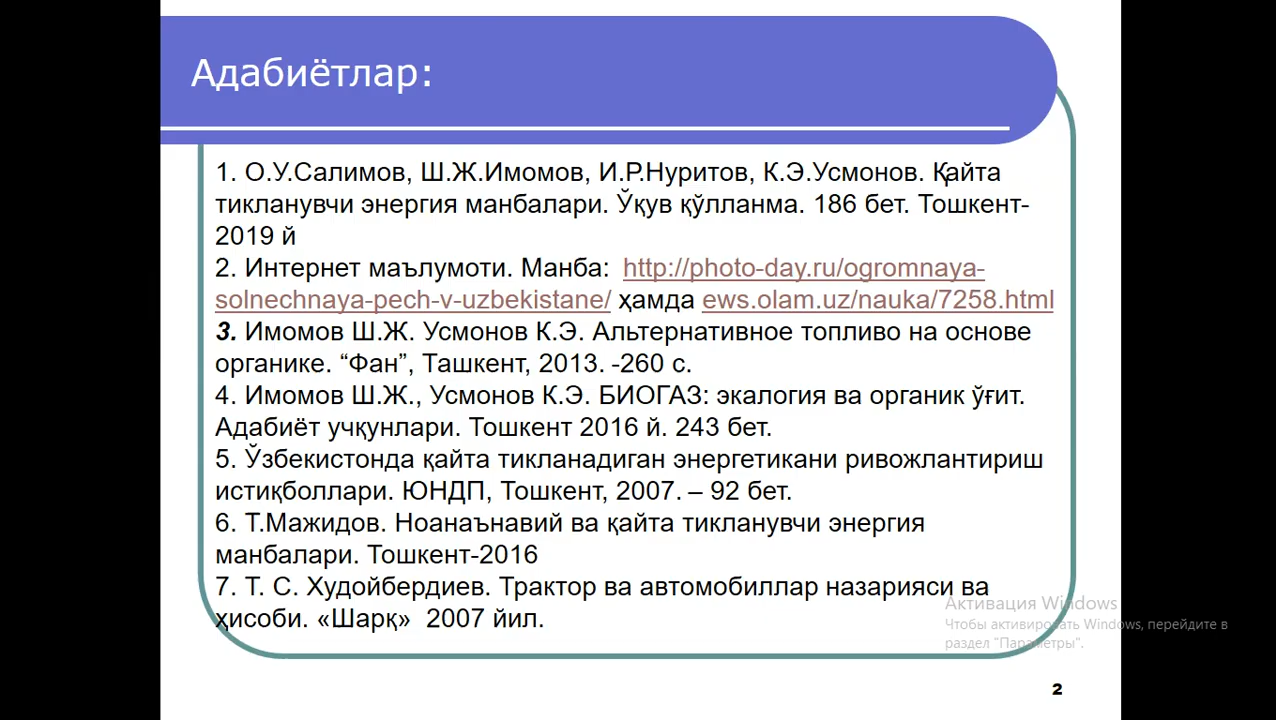 Адабиётлар:
1. О.У.Салимов, Ш.Ж.Имомов, И.Р.Нуритов, К.Э.Усмонов. Қайта
тикланувчи энергия манбалари. Ўқув қўлланма. 186 бет. Тошкент-
2019 й
2. Интернет маълумоти. Манба: http://photo-day.ru/ogromnaya-
solnechnaya-pech-v-uzbekistane/ ҳамда ews.olam.uz/nauka/7258.html
3. Имомов Ш.Ж. Усмонов К.Э. Альтернативное топливо на основе
органике. “Фан”, Ташкент, 2013. -260 с.
4. Имомов Ш.Ж., Усмонов К.Э. БИОГАЗ: экалогия ва органик ўғит.
Адабиёт учқунлари. Тошкент 2016 й. 243 бет.
5. Ўзбекистонда қайта тикланадиган энергетикани ривожлантириш
истиқболлари. ЮНДП, Тошкент, 2007. – 92 бет.
6. Т.Мажидов. Ноанаънавий ва қайта тикланувчи энергия
манбалари. Тошкент-2016
7. Т. С. Худойбердиев. Трактор ва автомобиллар назарияси ва
ҳисоби. «Шарқ» 2007 йил.
Активация Windows
Чтобы активировать Windows, перейдите в
раздел "Параметры".
2